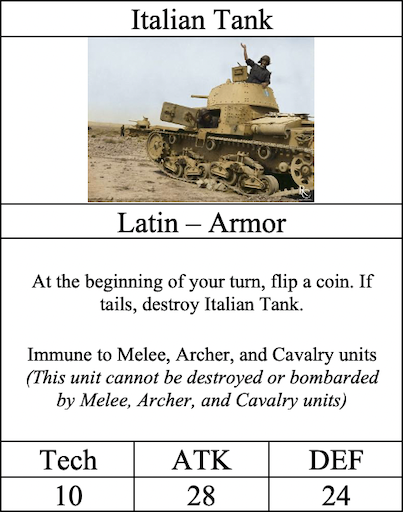 Italian Tank
Latin – Armor
At the beginning of your turn, flip a coin. If
tails, destroy Italian Tank.
Immune to Melee, Archer, and Cavalry units
(This unit cannot be destroyed or bombarded
by Melee, Archer, and Cavalry units)
Tech ATK DEF
10 28 24